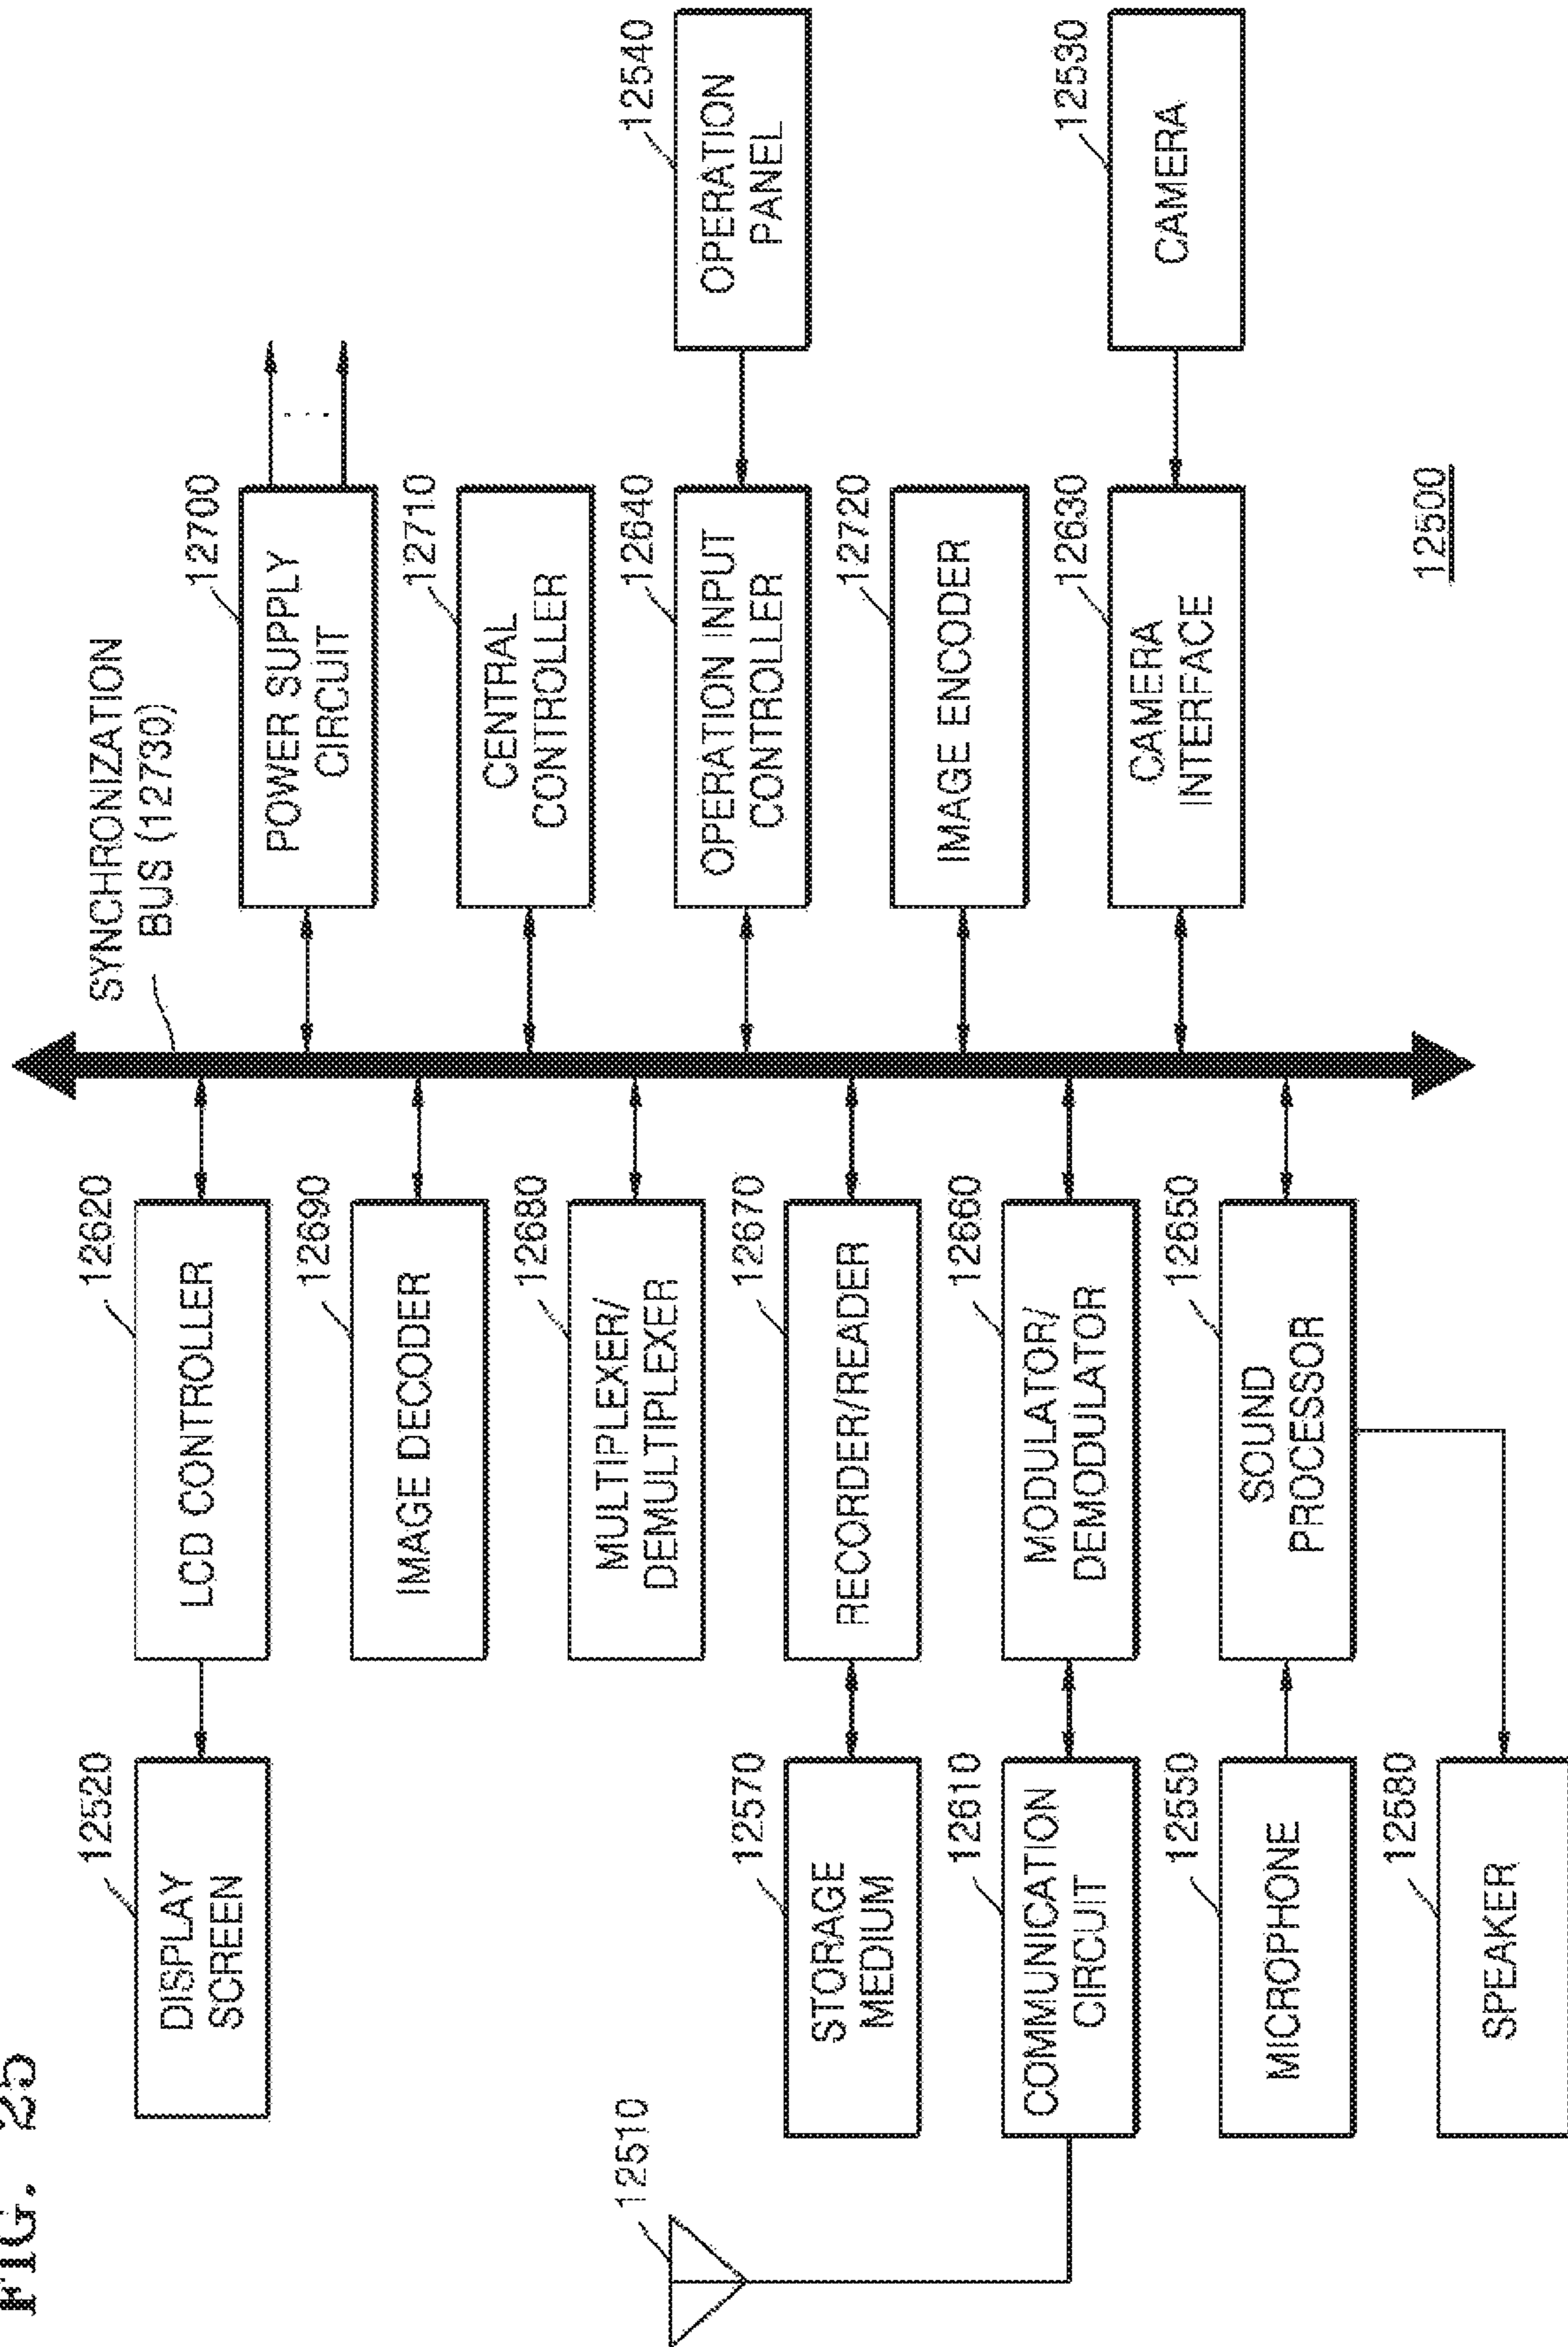 FIG. 25
12510
12520
DISPLAY
SCREEN
12570
STORAGE
MEDIUM
12610
COMMUNICATION
CIRCUIT
12550
MICROPHONE
12580
SPEAKER
12620
LCD CONTROLLER
12690
IMAGE DECODER
12680
MULTIPLEXER/
DEMULTIPLEXER
12670
RECORDER/READER
12660
MODULATOR/
DEMODULATOR
12650
SOUND
PROCESSOR
SYNCHRONIZATION
BUS (12730)
12700
POWER SUPPLY
CIRCUIT
12710
CENTRAL
CONTROLLER
12640
OPERATION INPUT
CONTROLLER
12720
IMAGE ENCODER
12630
CAMERA
INTERFACE
12540
OPERATION
PANEL
12530
CAMERA
12500